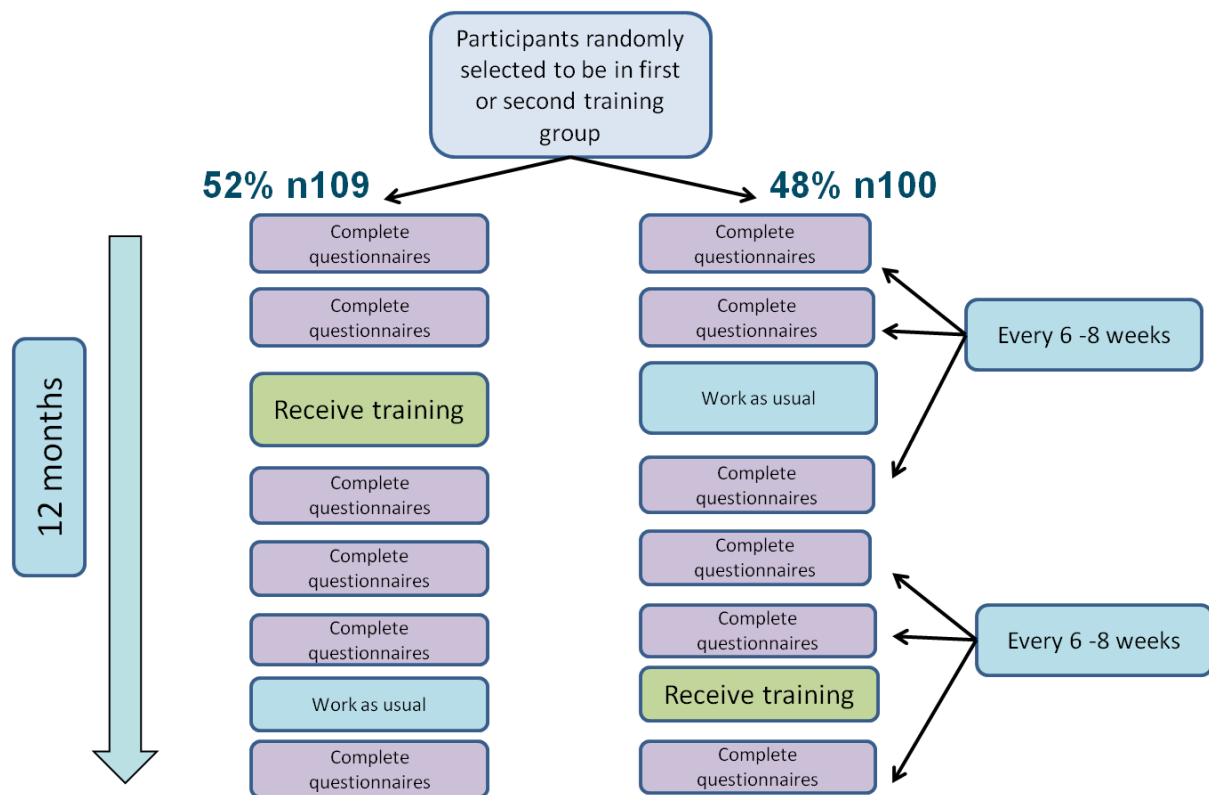 Participants randomly
selected to be in first
or second training
group
52% n109
48% n100
Complete
questionnaires
Complete
questionnaires
Receive training
Complete
questionnaires
Complete
questionnaires
Complete
questionnaires
Work as usual
Complete
questionnaires
Complete
questionnaires
Complete
questionnaires
Work as usual
Complete
questionnaires
Complete
questionnaires
Complete
questionnaires
Receive training
Complete
questionnaires
Every 6 -8 weeks
Every 6 -8 weeks
12 months